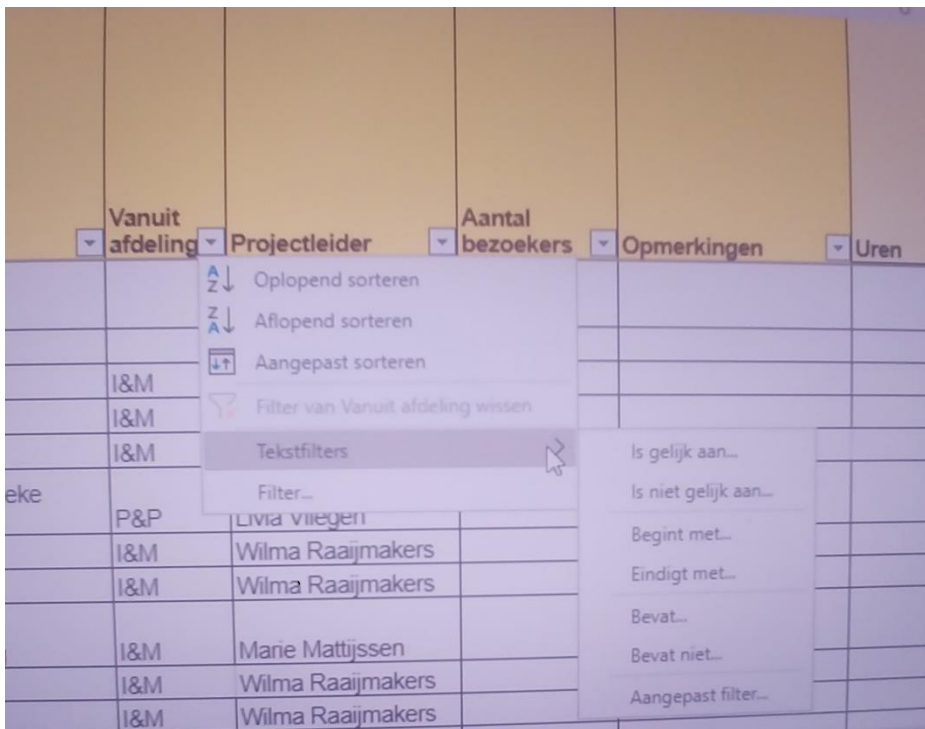 Vanuit
afdeling
Projectleider
Aantal
bezoekers
Opmerkingen
Uren
A
Z
Oplopend sorteren
Z
A
Aflopend sorteren
Aangepast sorteren
I&M
Filter van Vanuit afdeling wissen
I&M
I&M
Tekstfilters
Is gelijk aan...
eke
Filter...
Is niet gelijk aan...
P&P
Livia Vliegen
Begint met...
I&M
Wilma Raaijmakers
Eindigt met...
I&M
Wilma Raaijmakers
Bevat...
I&M
Marie Mattijssen
Bevat niet...
I&M
Wilma Raaijmakers
Aangepast filter...
I&M
Wilma Raaijmakers